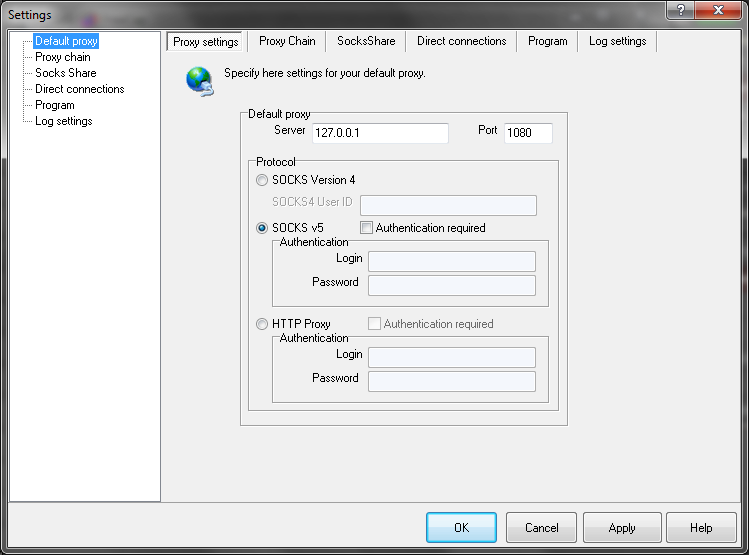 Settings
Default proxy
Proxy chain
Socks Share
Direct connections
Program
Log settings
Proxy settings
Proxy Chain
SocksShare
Direct connections
Program
Log settings
Specify here settings for your default proxy.
Default proxy
Server 127.0.0.1 Port 1080
Protocol
SOCKS Version 4
SOCKS4 User ID
SOCKS v5 Authentication required
Authentication
Login
Password
HTTP Proxy Authentication required
Authentication
Login
Password
OK
Cancel
Apply
Help